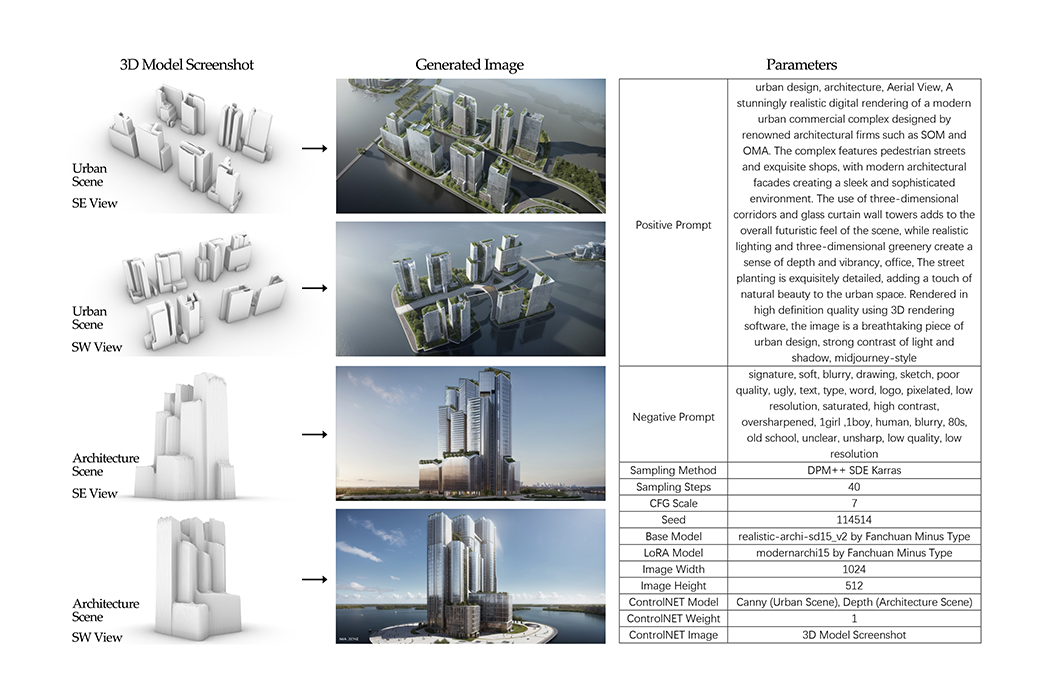 3D Model Screenshot
Generated Image
Parameters
Urban
Scene
SE View
Urban
Scene
SW View
Architecture
Scene
SE View
Architecture
Scene
SW View
Positive Prompt
urban design, architecture, Aerial View, A
stunningly realistic digital rendering of a modern
urban commercial complex designed by
renowned architectural firms such as SOM and
OMA. The complex features pedestrian streets
and exquisite shops, with modern architectural
facades creating a sleek and sophisticated
environment. The use of three-dimensional
corridors and glass curtain wall towers adds to the
overall futuristic feel of the scene, while realistic
lighting and three-dimensional greenery create a
sense of depth and vibrancy, office, The street
planting is exquisitely detailed, adding a touch of
natural beauty to the urban space. Rendered in
high definition quality using 3D rendering
software, the image is a breathtaking piece of
urban design, strong contrast of light and
shadow, midjourney-style
Negative Prompt
signature, soft, blurry, drawing, sketch, poor
quality, ugly, text, type, word, logo, pixelated, low
resolution, saturated, high contrast,
oversharpened, 1girl ,1boy, human, blurry, 80s,
old school, unclear, unsharp, low quality, low
resolution
Sampling Method DPM++ SDE Karras
Sampling Steps 40
CFG Scale 7
Seed 114514
Base Model realistic-archi-sd15_v2 by Fanchuan Minus Type
LoRA Model modernarchi15 by Fanchuan Minus Type
Image Width 1024
Image Height 512
ControlNET Model Canny (Urban Scene), Depth (Architecture Scene)
ControlNET Weight 1
ControlNET Image 3D Model Screenshot